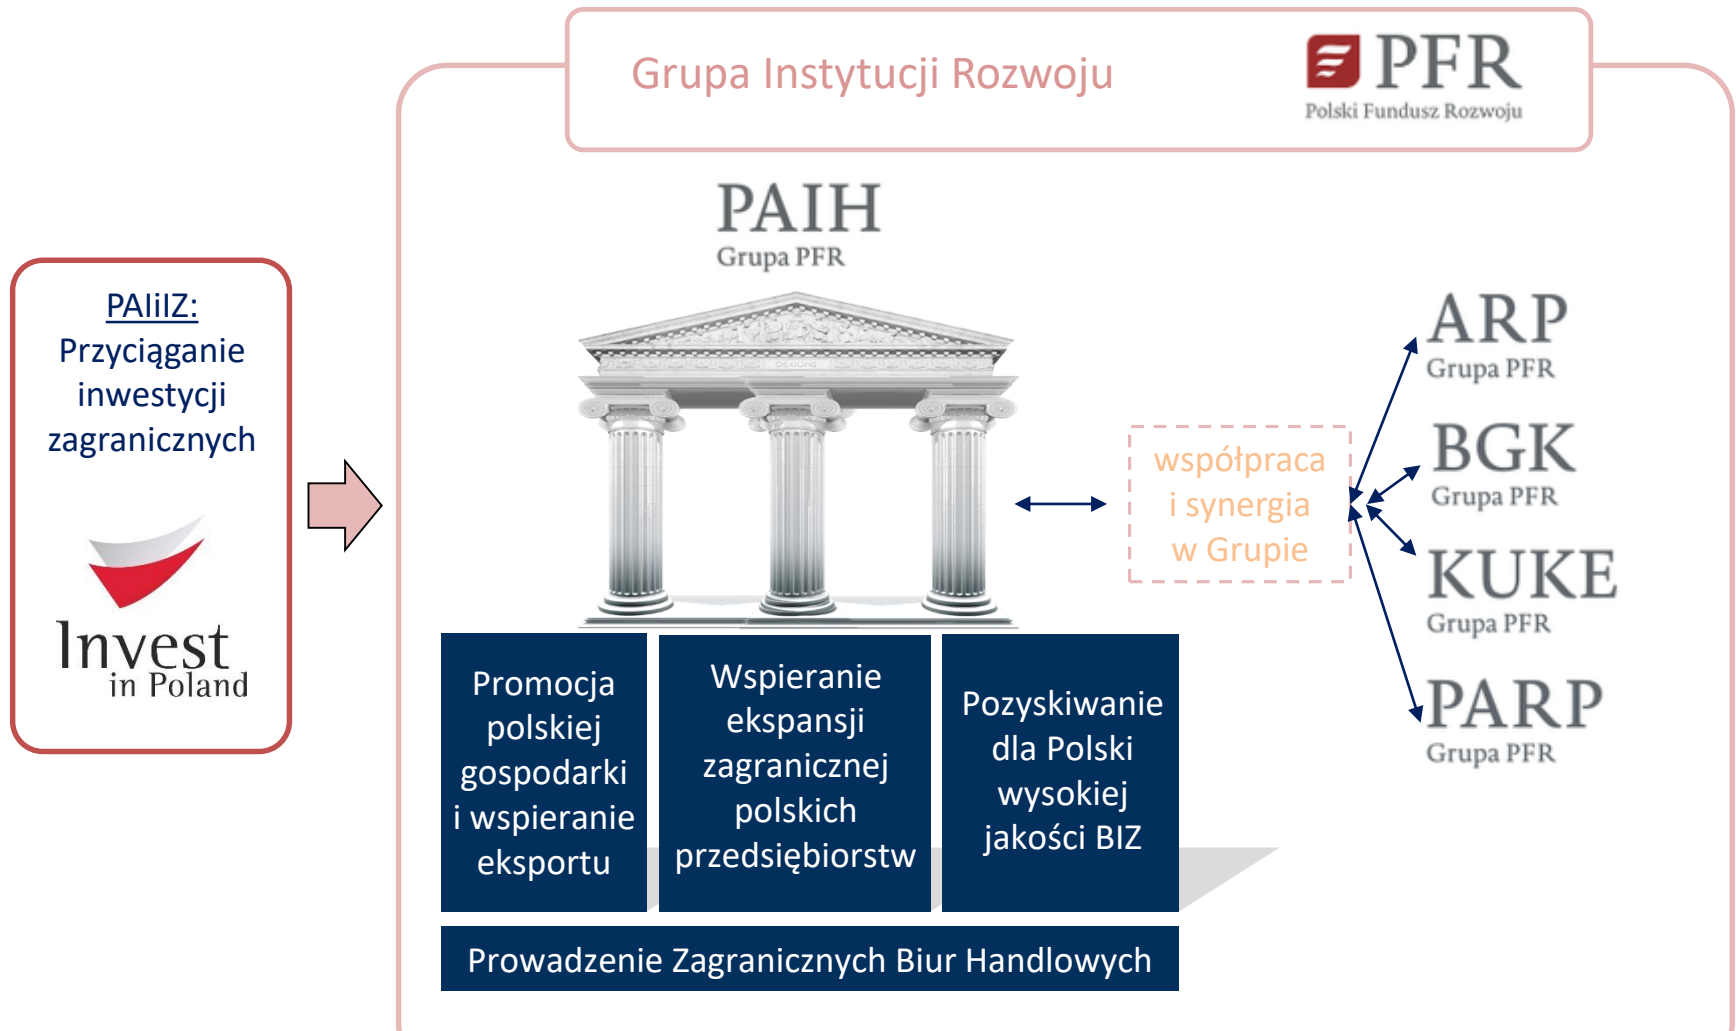 Grupa Instytucji Rozwoju
PFR
Polski Fundusz Rozwoju
PAIiIZ:
Przyciąganie
inwestycji
zagranicznych
Invest
in Poland
PAIH
Grupa PFR
współpraca
i synergia
w Grupie
ARP
Grupa PFR
BGK
Grupa PFR
KUKE
Grupa PFR
PARP
Grupa PFR
Promocja
polskiej
gospodarki
i wspieranie
eksportu
Wspieranie
ekspansji
zagranicznej
polskich
przedsiębiorstw
Pozyskiwanie
dla Polski
wysokiej
jakości BIZ
Prowadzenie Zagranicznych Biur Handlowych